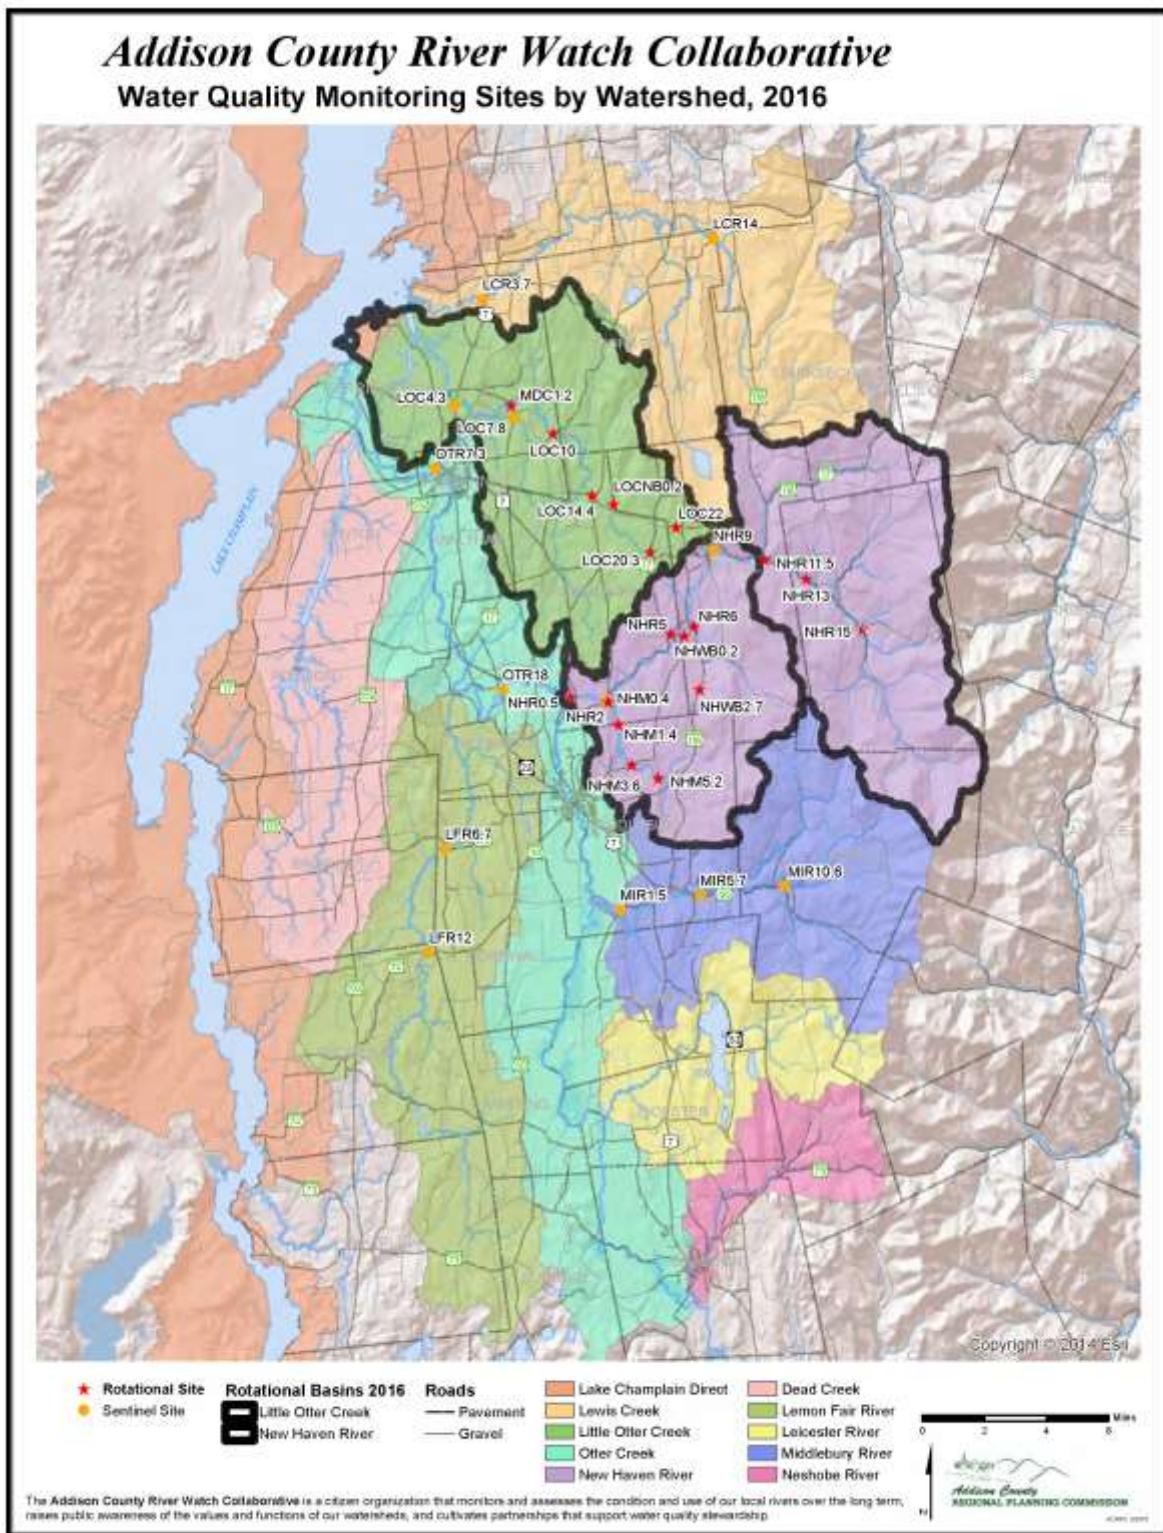 Addison County River Watch Collaborative
Water Quality Monitoring Sites by Watershed, 2016
LCR14
LCR3.7
7
LOC4.3
MDC1.2
LOC7.8
LOC10
OTR7.3
LAKE CHAMPLAIN
7
LOCNB0.2
LOC14.4
LOC22
NHR9
LOC20.3
NHR11.5
NHR13
NHR5
NHR6
NHR15
NHWB0.2
OTR18
NHR0.5
NHM0.4
NHR2
NHWB2.7
NHM1.4
NHM3.6
NHM5.2
7
LFR6.7
MIR10.6
MIR5.7
MIR1.5
LFR12
7
Copyright © 2014 Esri
Rotational Site
Sentinel Site
Rotational Basins 2016
Little Otter Creek
New Haven River
Roads
Pavement
Gravel
Lake Champlain Direct
Lewis Creek
Little Otter Creek
Otter Creek
New Haven River
Dead Creek
Lemon Fair River
Leicester River
Middlebury River
Neshobe River
Miles
0 2 4 8
Addison County
REGIONAL PLANNING COMMISSION
The Addison County River Watch Collaborative is a citizen organization that monitors and assesses the condition and use of our local rivers over the long term,
raises public awareness of the values and functions of our watersheds, and cultivates partnerships that support water quality stewardship.